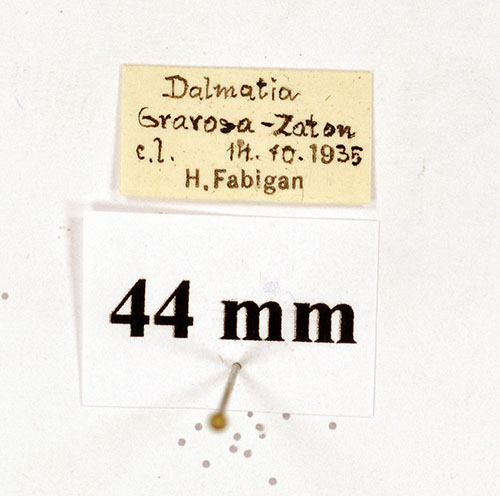 Dalmatia
Gravosa-Zaton
e.l. 14.10.1935
H. Fabigan
44 mm